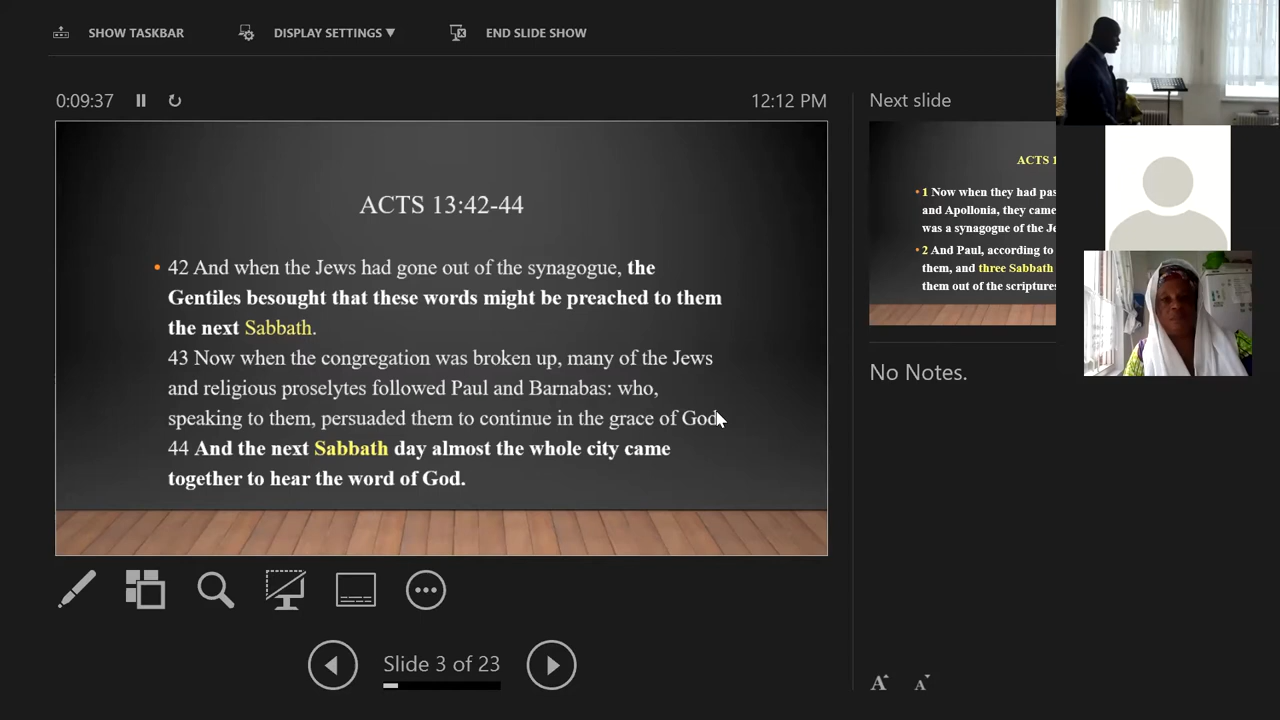 SHOW TASKBAR DISPLAY SETTINGS ▼ END SLIDE SHOW
0:09:37 12:12 PM
ACTS 13:42-44
• 42 And when the Jews had gone out of the synagogue, the
Gentiles besought that these words might be preached to them
the next Sabbath.
43 Now when the congregation was broken up, many of the Jews
and religious proselytes followed Paul and Barnabas: who,
speaking to them, persuaded them to continue in the grace of God
44 And the next Sabbath day almost the whole city came
together to hear the word of God.
Slide 3 of 23
Next slide
ACTS 1
• 1 Now when they had pas
and Apollonia, they came
was a synagogue of the Je
• 2 And Paul, according to
them, and three Sabbath
them out of the scriptures
No Notes.
A A